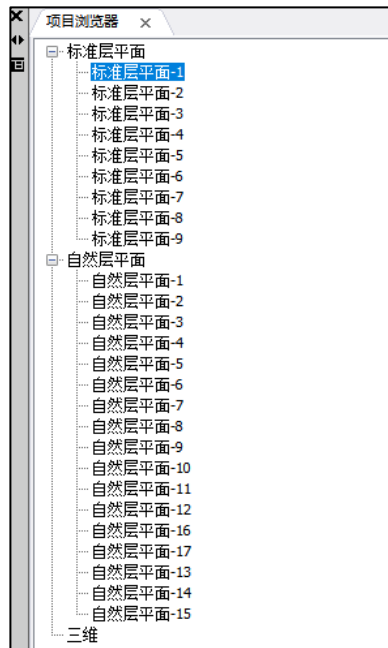 项目浏览器
标准层平面
标准层平面-1
标准层平面-2
标准层平面-3
标准层平面-4
标准层平面-5
标准层平面-6
标准层平面-7
标准层平面-8
标准层平面-9
自然层平面
自然层平面-1
自然层平面-2
自然层平面-3
自然层平面-4
自然层平面-5
自然层平面-6
自然层平面-7
自然层平面-8
自然层平面-9
自然层平面-10
自然层平面-11
自然层平面-12
自然层平面-16
自然层平面-17
自然层平面-13
自然层平面-14
自然层平面-15
三维